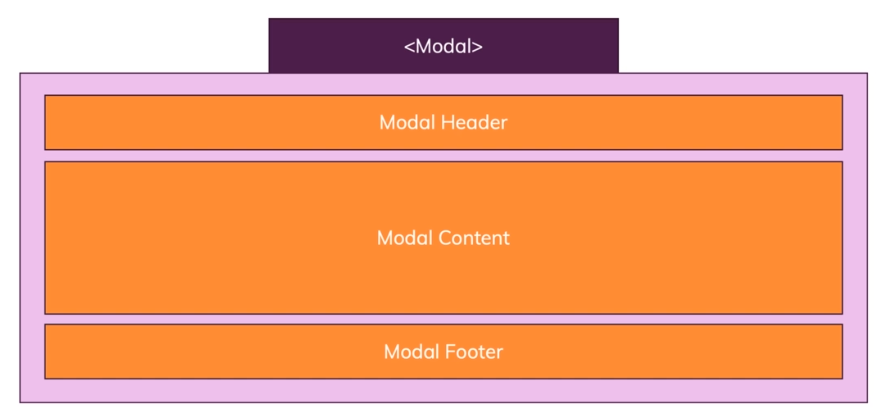 <Modal>
Modal Header
Modal Content
Modal Footer